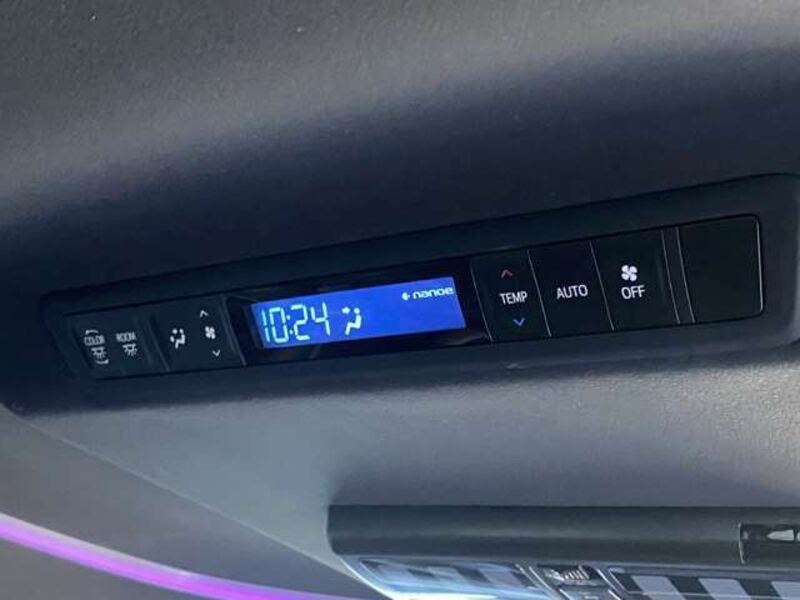 COLOR
ROOM
10:24
nanoe
TEMP
AUTO
OFF